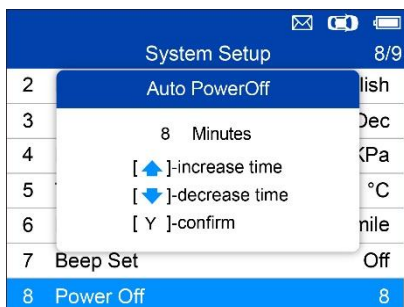 System Setup 8/9
Auto PowerOff
2 lish
3 Dec
8 Minutes
4 KPa
[ ]-increase time
5 °C
[ ]-decrease time
6 mile
[ Y ]-confirm
7 Beep Set Off
8 Power Off 8